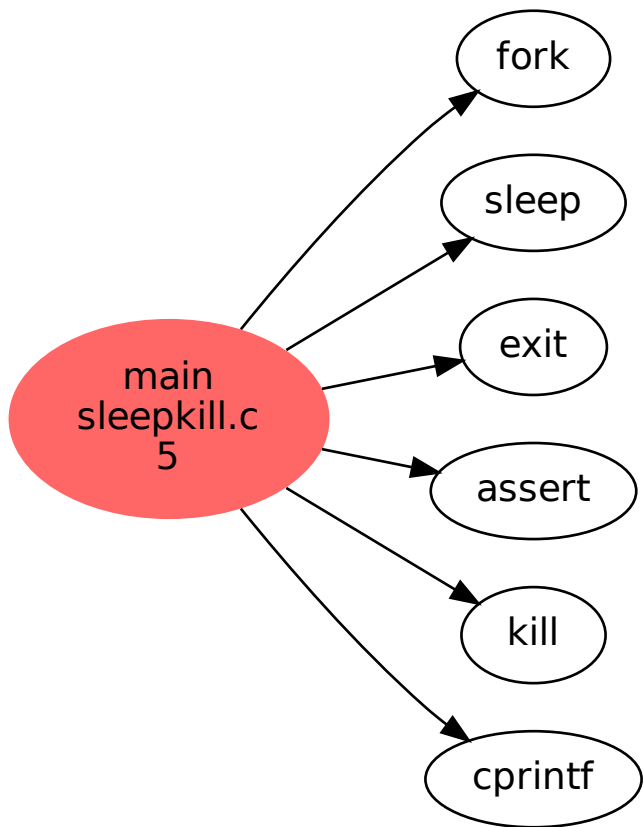 fork
sleep
exit
main
sleepkill.c
5
assert
kill
cprintf